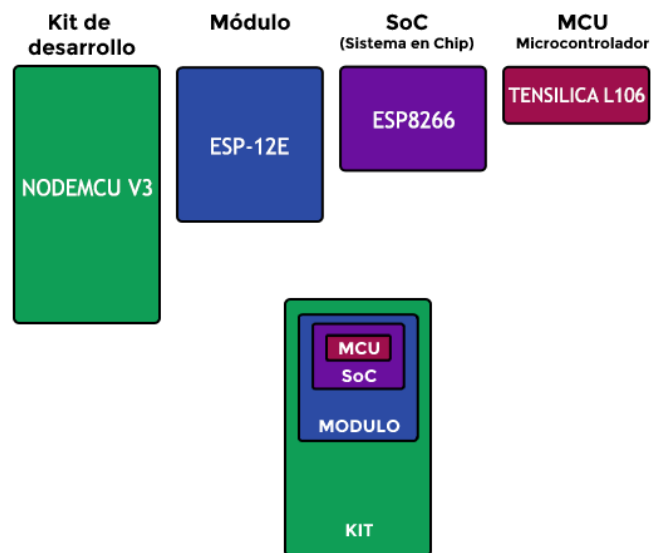 Kit de
desarrollo
Módulo
SoC
(Sistema en Chip)
MCU
Microcontrolador
NODEMCU V3
ESP-12E
ESP8266
TENSILICA L106
MCU
SoC
MODULO
KIT